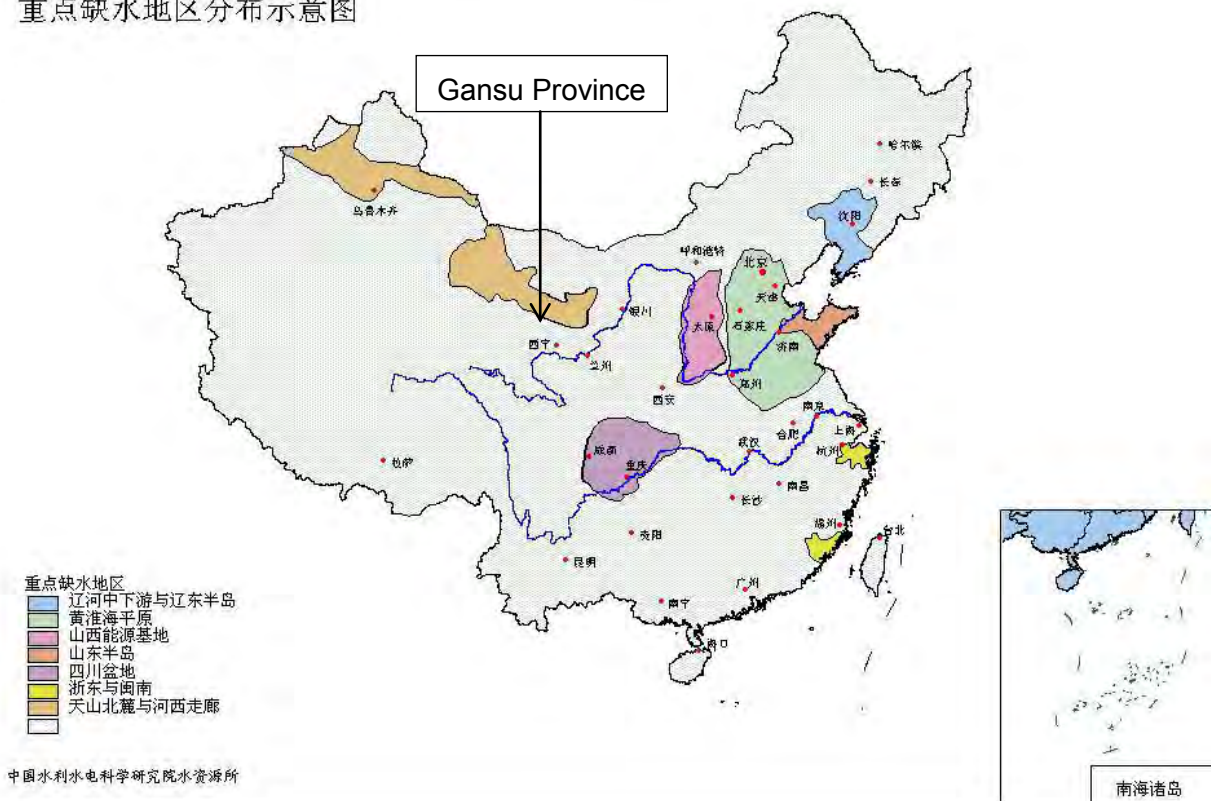 重点缺水地区分布示意图
Gansu Province
哈尔滨
长春
沈阳
乌鲁木齐
呼和浩特
北京
天津
银川
太原
石家庄
济南
西宁
兰州
郑州
西安
南京
合肥
上海
成都
武汉
杭州
重庆
拉萨
南昌
长沙
福州
台北
贵阳
昆明
广州
南宁
海口
重点缺水地区
辽河中下游与辽东半岛
黄淮海平原
山西能源基地
山东半岛
四川盆地
浙东与闽南
天山北麓与河西走廊
中国水利水电科学研究院水资源所
南海诸岛